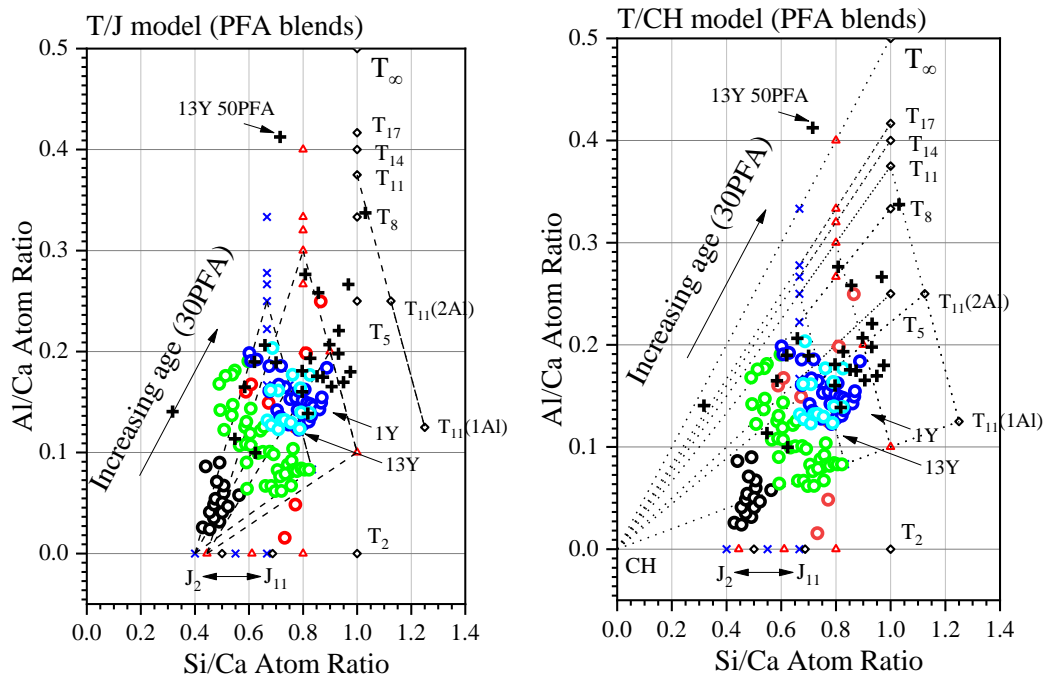 T/J model (PFA blends)
0.5
0.4
0.3
0.2
0.1
0.0
Al/Ca Atom Ratio
T∞
13Y 50PFA
T17
T14
T11
T8
T11(2Al)
T5
T11(1Al)
T2
Increasing age (30PFA)
1Y
13Y
J2
J11
0.0 0.2 0.4 0.6 0.8 1.0 1.2 1.4
Si/Ca Atom Ratio
T/CH model (PFA blends)
0.5
0.4
0.3
0.2
0.1
0.0
Al/Ca Atom Ratio
T∞
13Y 50PFA
T17
T14
T11
T8
T11(2Al)
T5
T11(1Al)
T2
Increasing age (30PFA)
1Y
13Y
CH
J2
J11
0.0 0.2 0.4 0.6 0.8 1.0 1.2 1.4
Si/Ca Atom Ratio